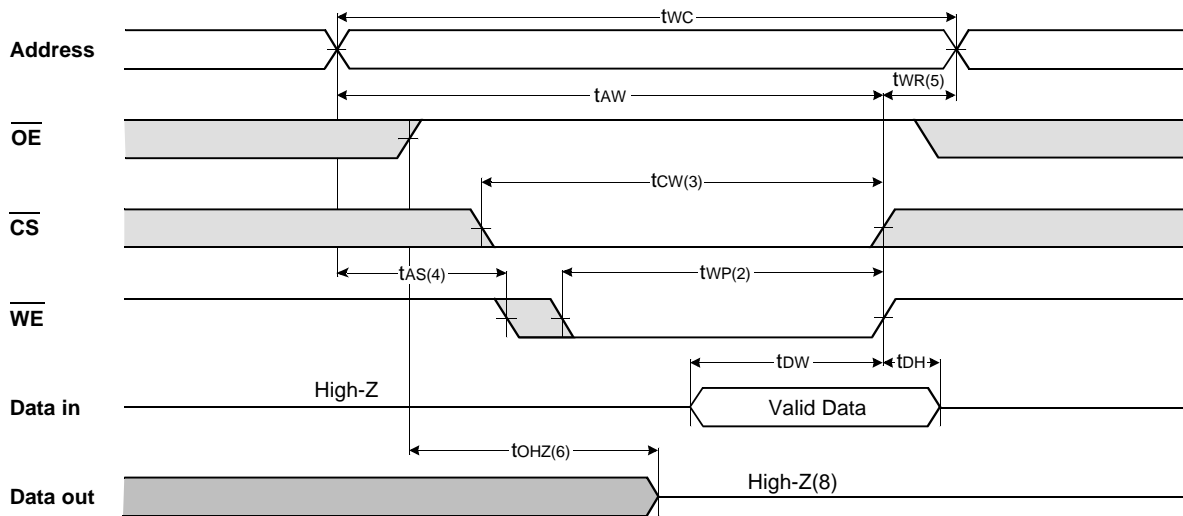 tWC
Address
tWR(5)
tAW
OE
tCW(3)
CS
tAS(4)
tWP(2)
WE
tDW
tDH
High-Z
Data in
Valid Data
tOHZ(6)
High-Z(8)
Data out